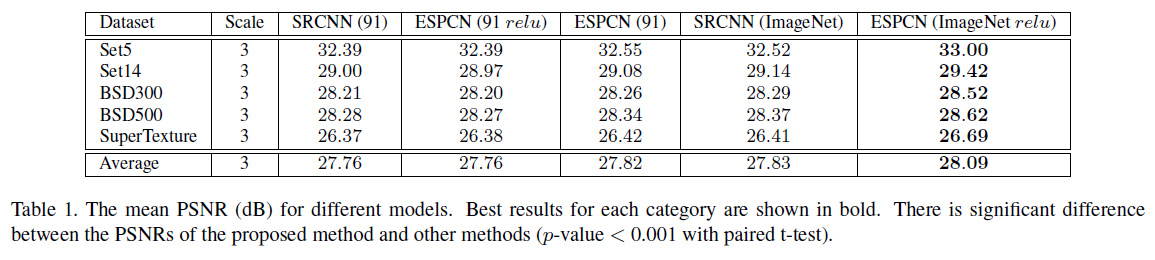 Dataset Scale SRCNN (91) ESPCN (91 relu) ESPCN (91) SRCNN (ImageNet) ESPCN (ImageNet relu)
Set5 3 32.39 32.39 32.55 32.52 33.00
Set14 3 29.00 28.97 29.08 29.14 29.42
BSD300 3 28.21 28.20 28.26 28.29 28.52
BSD500 3 28.28 28.27 28.34 28.37 28.62
SuperTexture 3 26.37 26.38 26.42 26.41 26.69
Average 3 27.76 27.76 27.82 27.83 28.09
Table 1. The mean PSNR (dB) for different models. Best results for each category are shown in bold. There is significant difference
between the PSNRs of the proposed method and other methods (p-value < 0.001 with paired t-test).